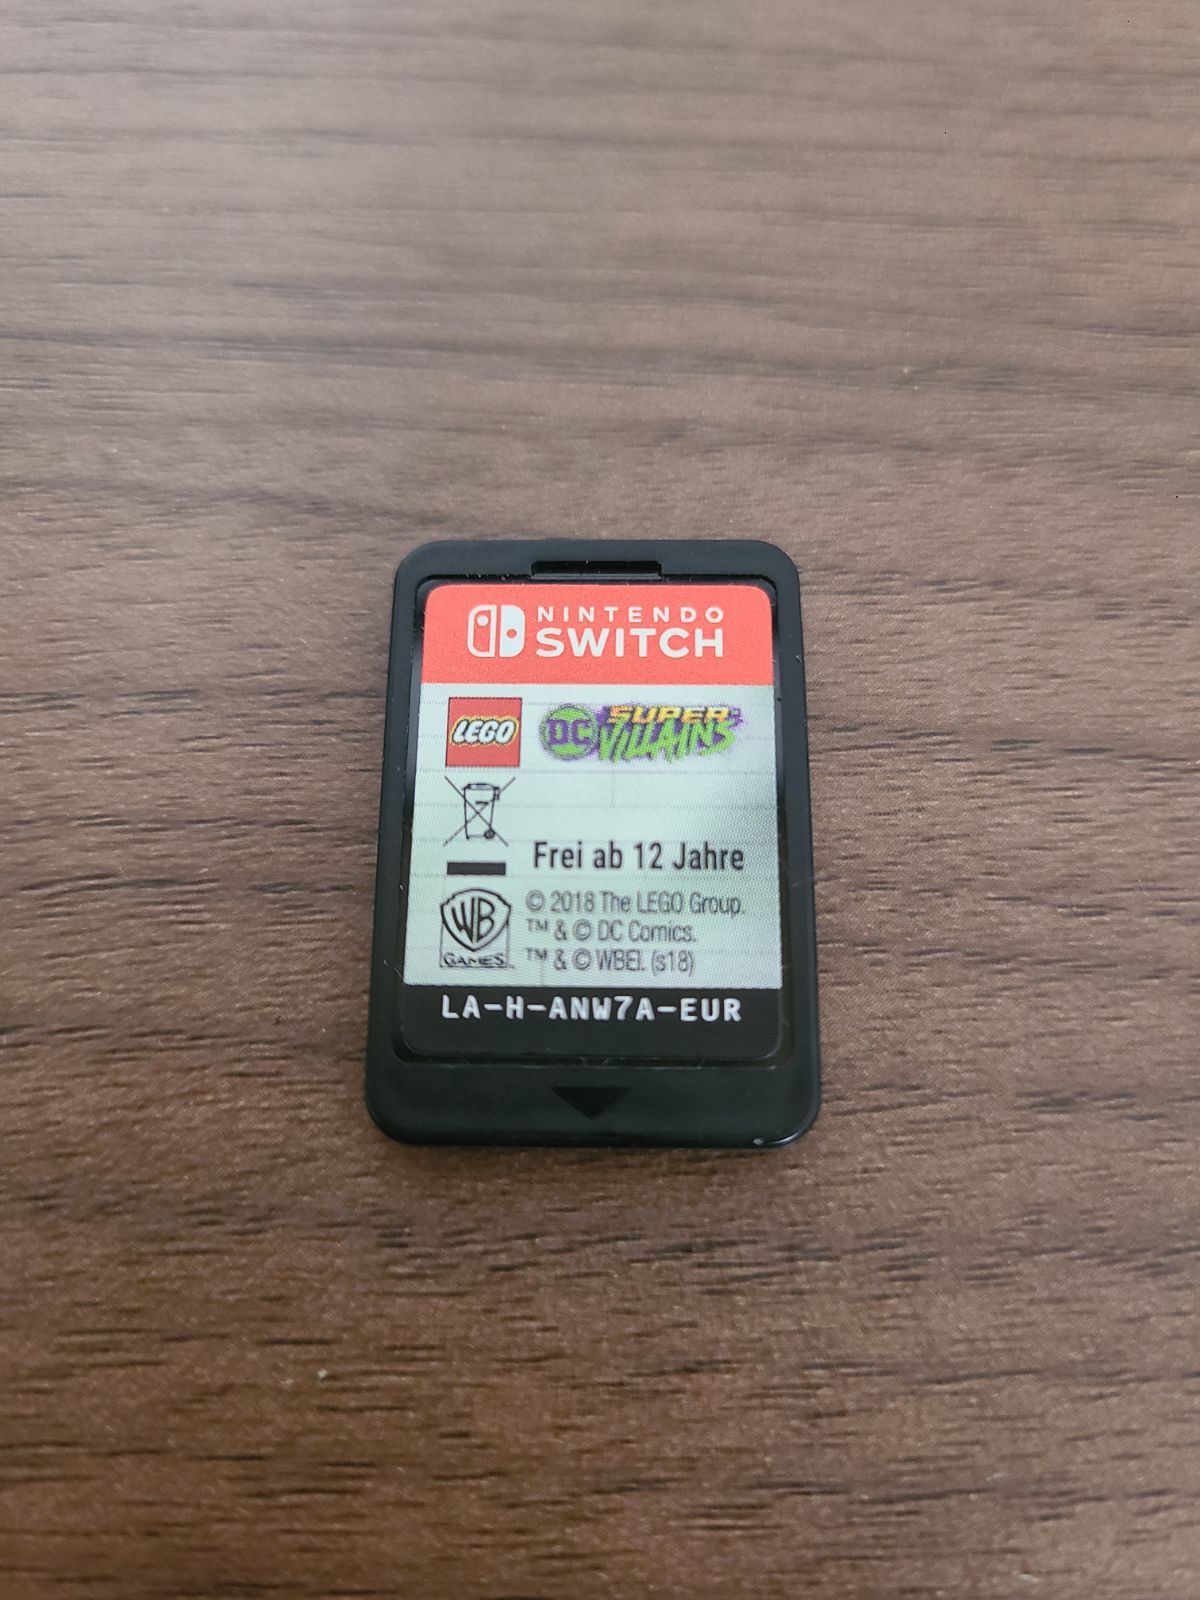 NINTENDO
SWITCH
LEGO
DC SUPER
VILLAINS
Frei ab 12 Jahre
WB
GAMES
© 2018 The LEGO Group.
™ & © DC Comics.
™ & © WBEI. (s18)
LA-H-ANW7A-EUR